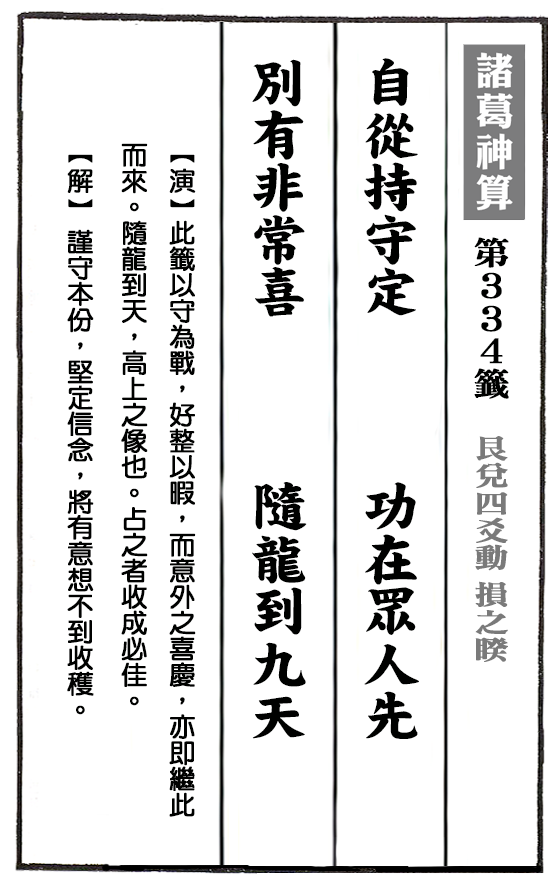 諸葛神算 第３３４籤 艮兌四爻動 損之睽
自從持守定 功在眾人先
別有非常喜 隨龍到九天
【演】此籤以守為戰，好整以暇，而意外之喜慶，亦即繼此
而來。隨龍到天，高上之像也。占之者收成必佳。
【解】謹守本份，堅定信念，將有意想不到收穫。